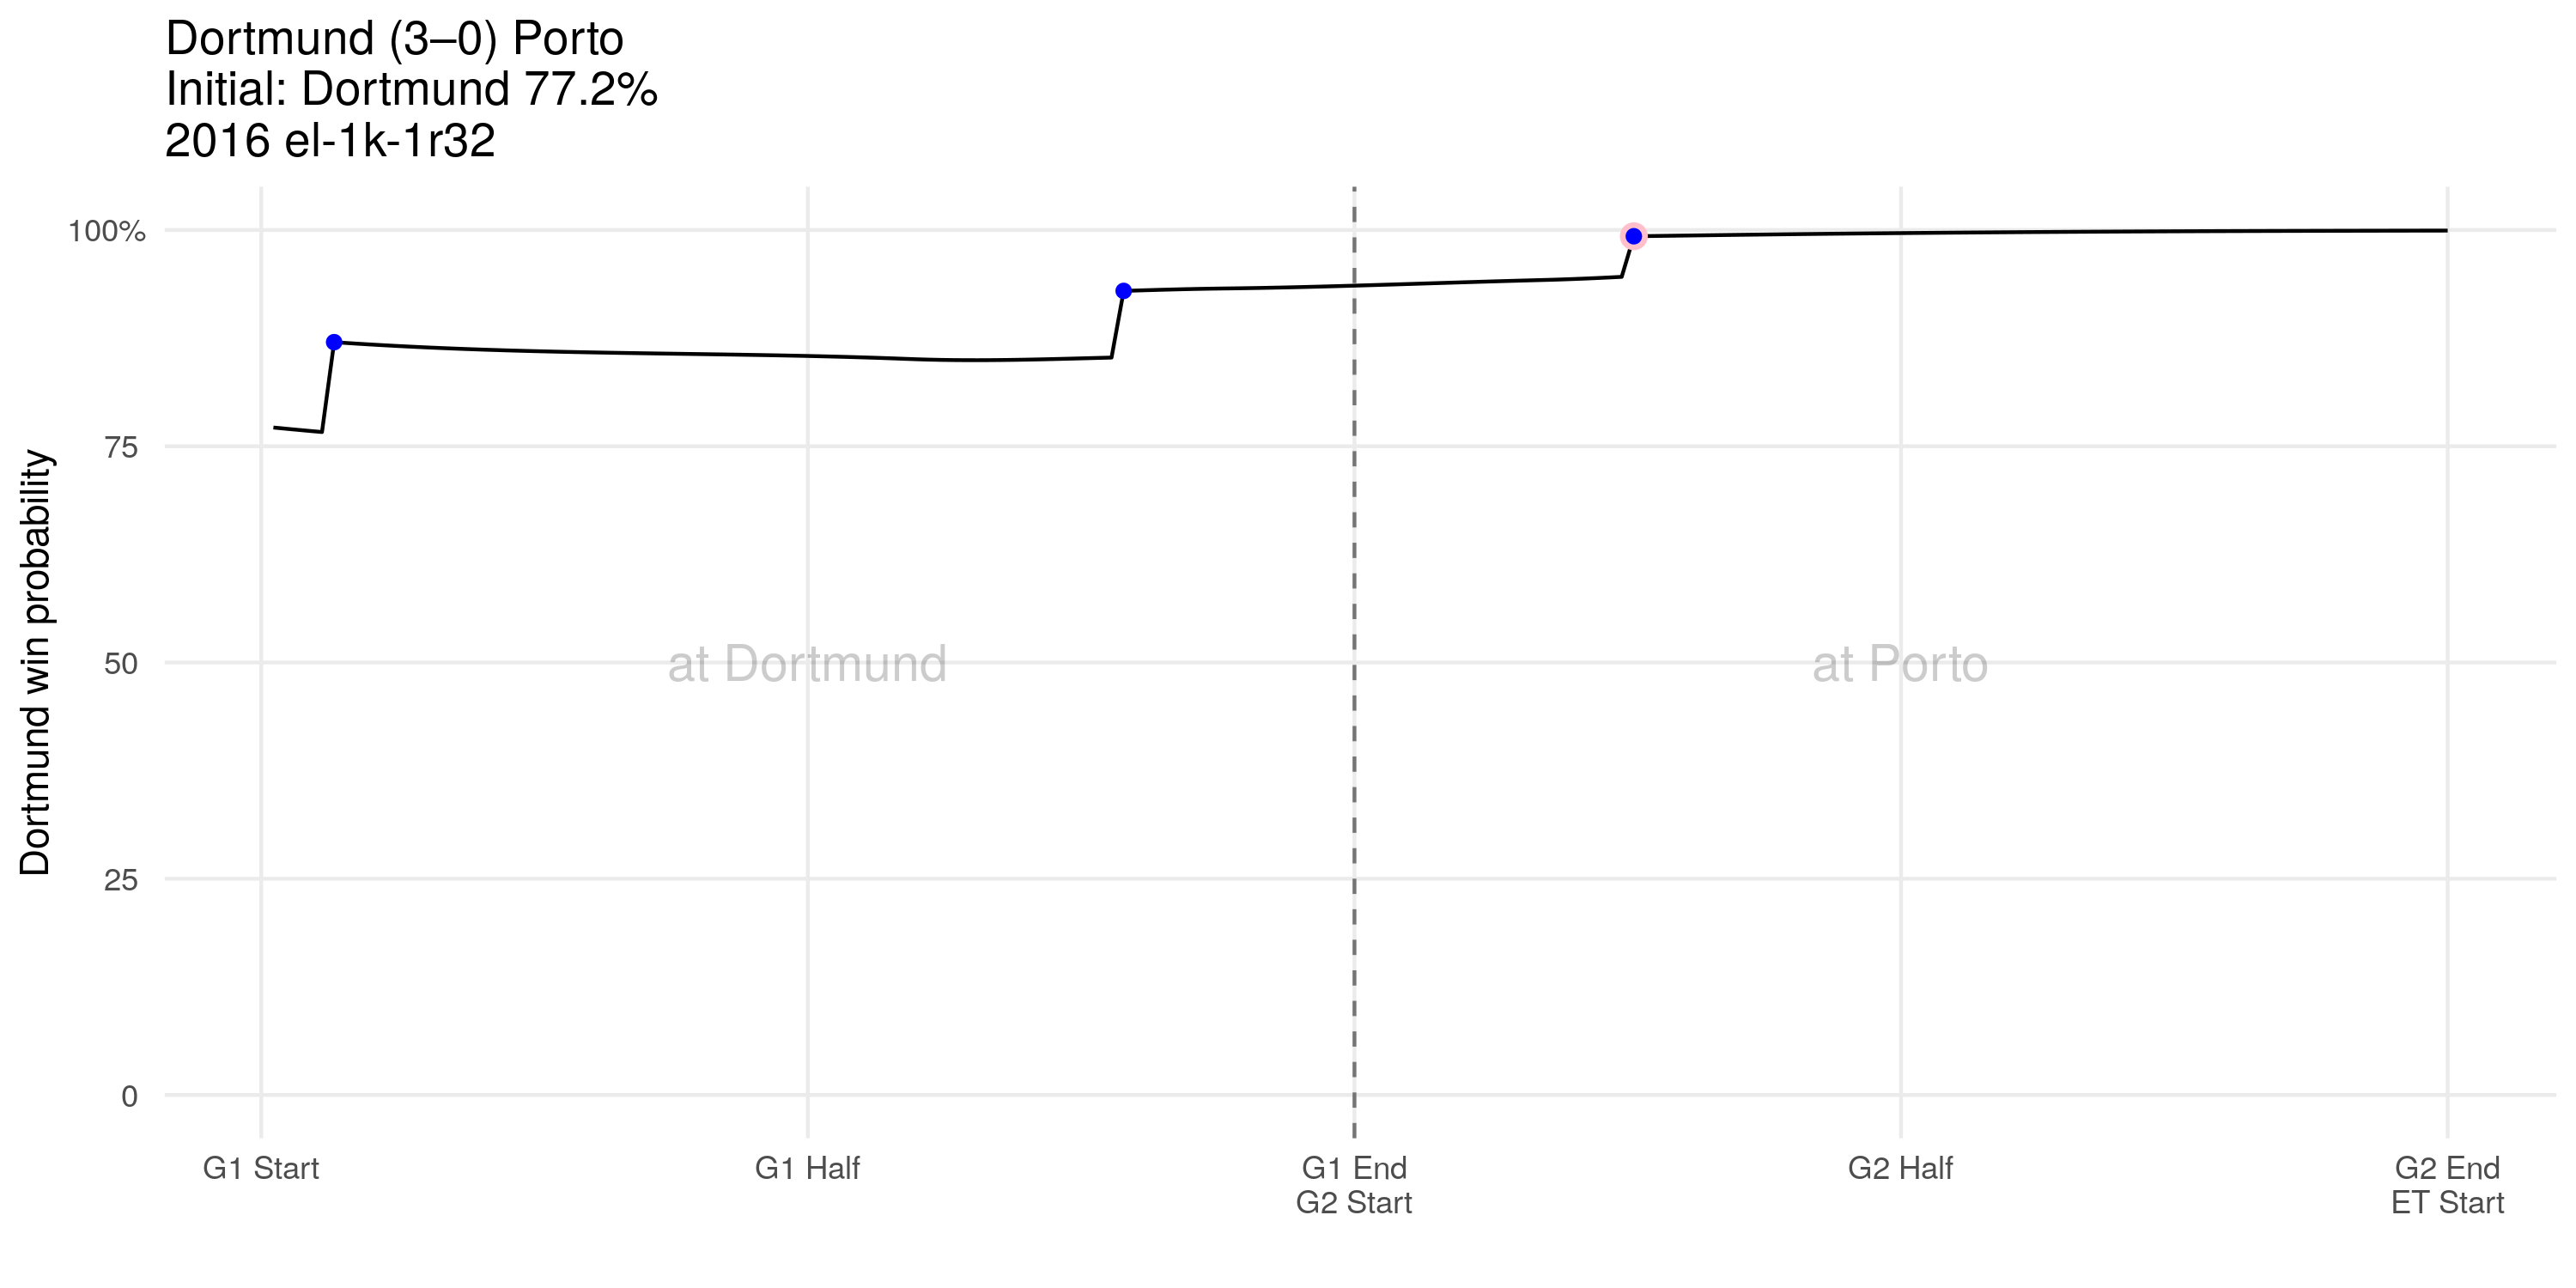 Dortmund (3–0) Porto
Initial: Dortmund 77.2%
2016 el-1k-1r32
Dortmund win probability
100%
75
50
25
0
at Dortmund
at Porto
G1 Start
G1 Half
G1 End
G2 Start
G2 Half
G2 End
ET Start